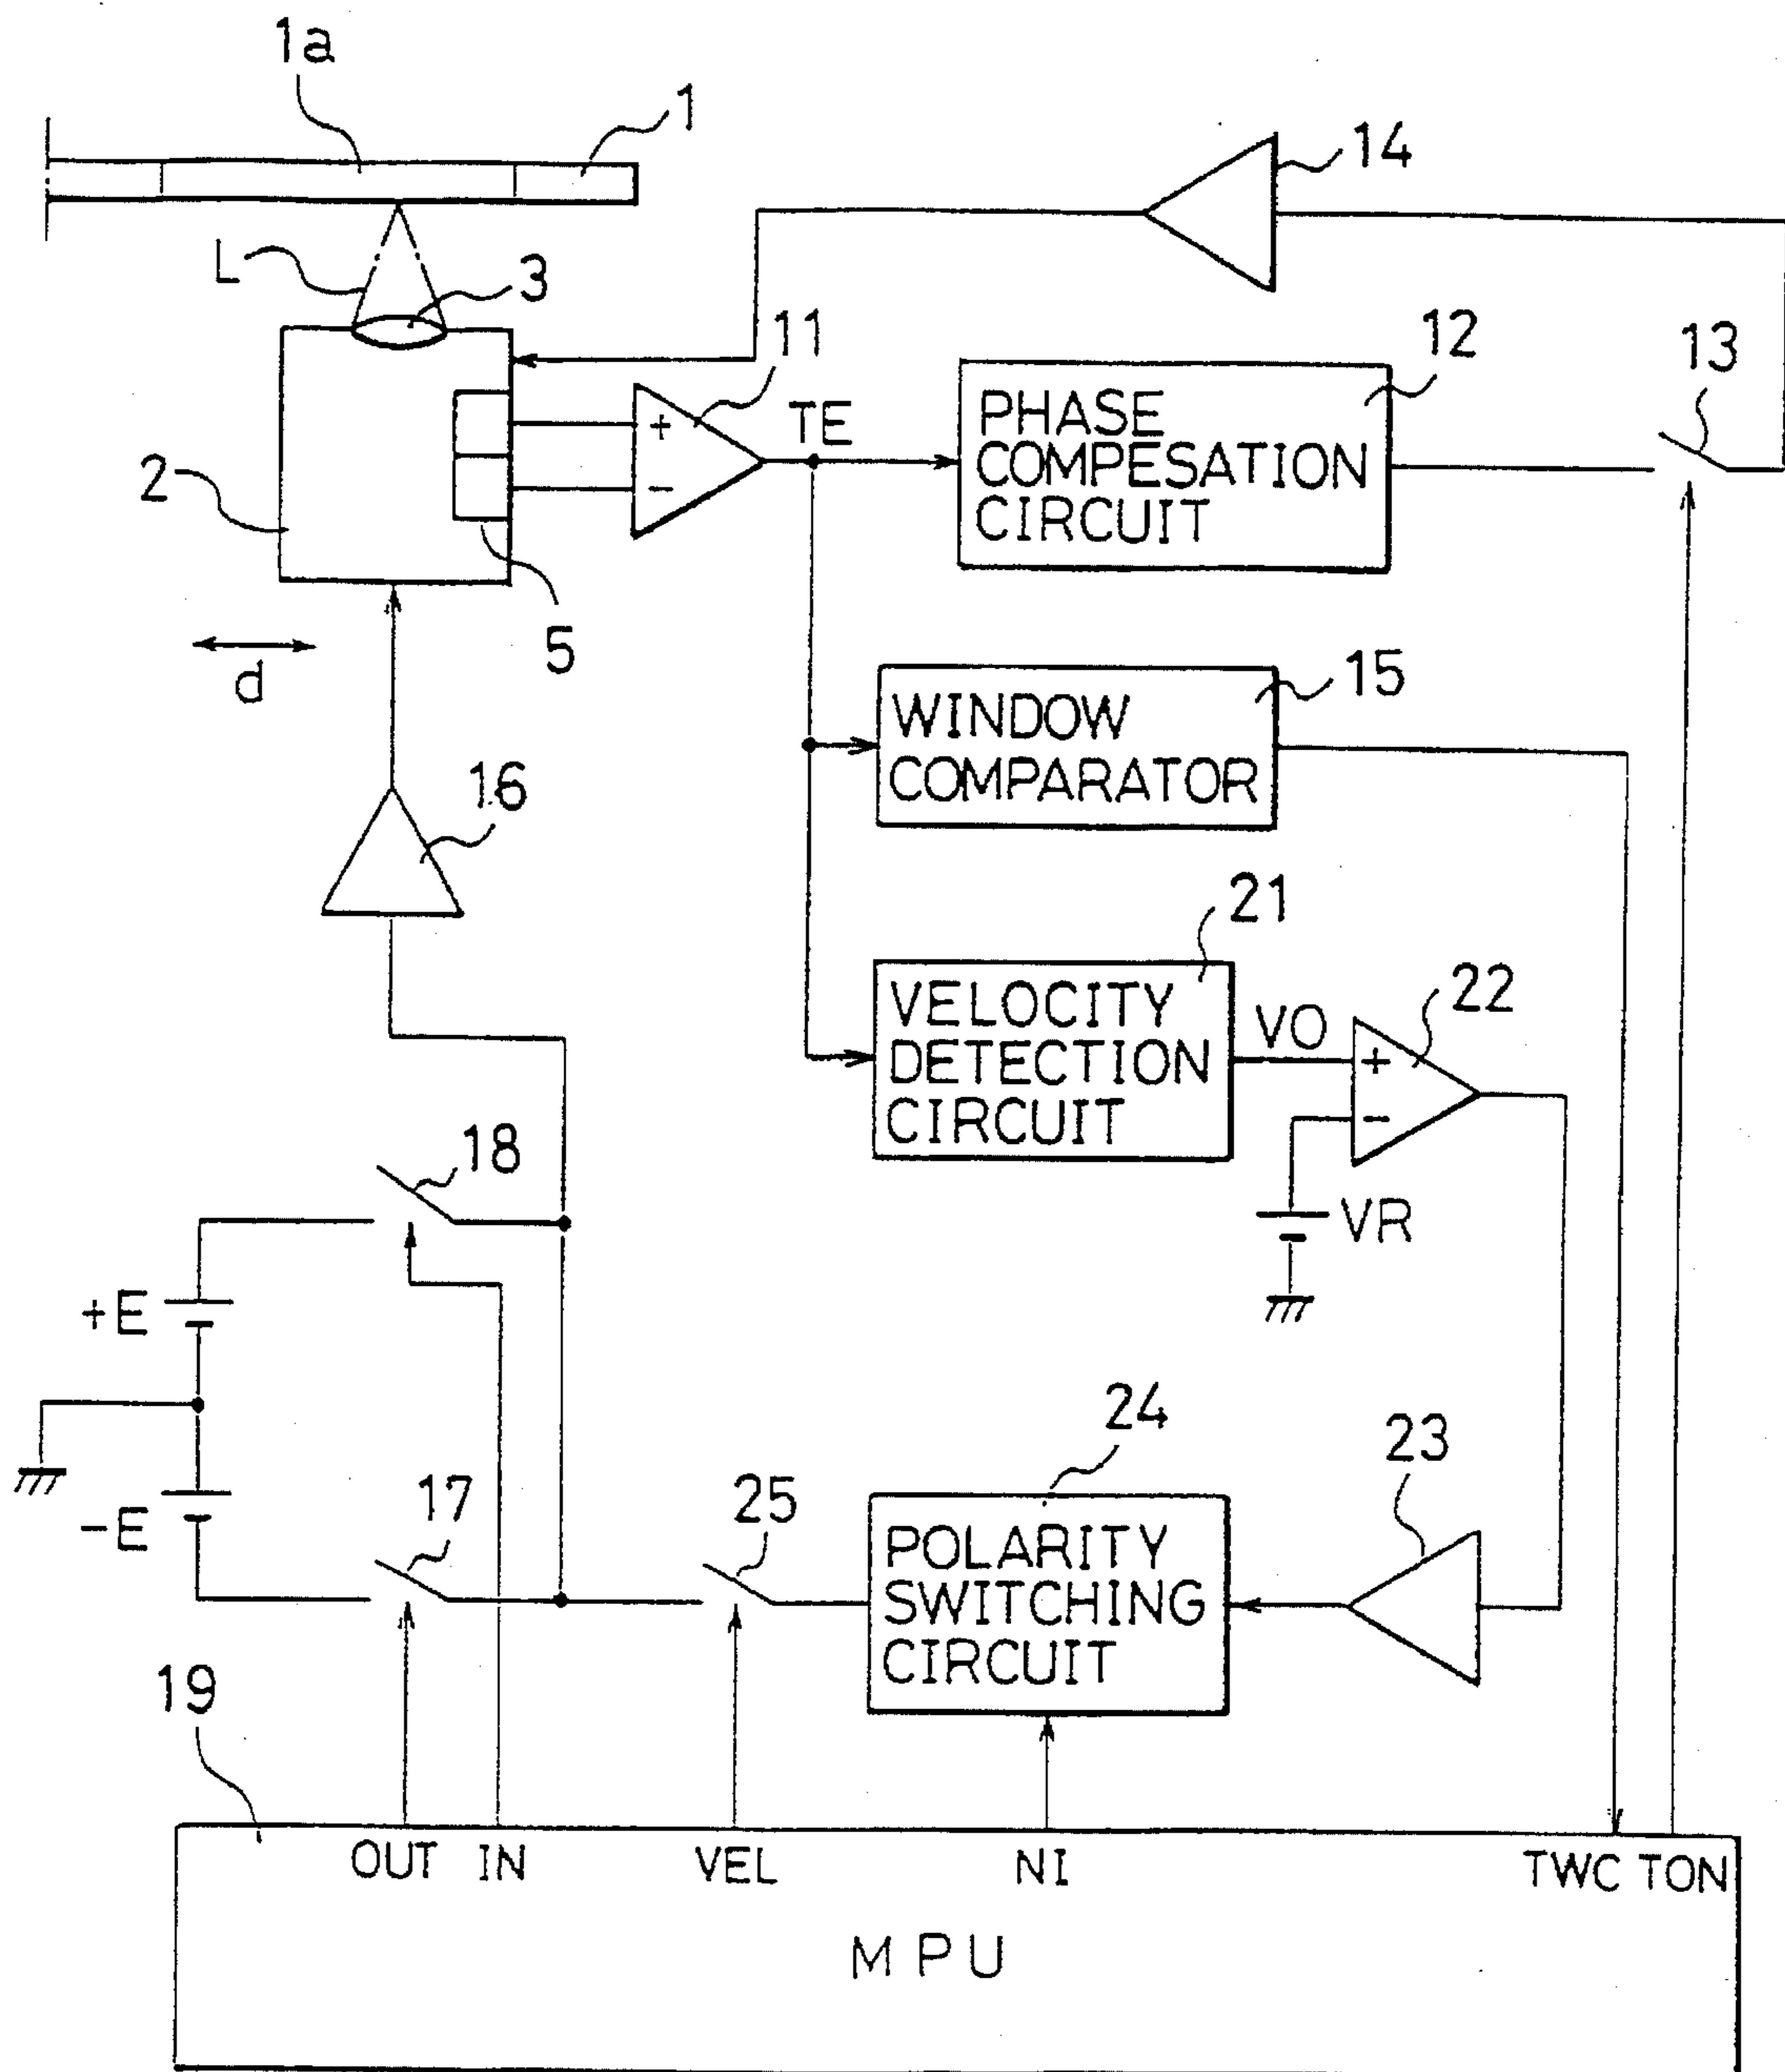 1a
1
14
L
3
11
12
13
TE
PHASE
COMPESATION
CIRCUIT
+
−
2
5
d
15
WINDOW
COMPARATOR
16
21
22
VELOCITY
DETECTION
CIRCUIT
VO
+
−
18
VR
+E
24
23
17
25
−E
POLARITY
SWITCHING
CIRCUIT
19
OUT IN VEL NI TWC TON
MPU